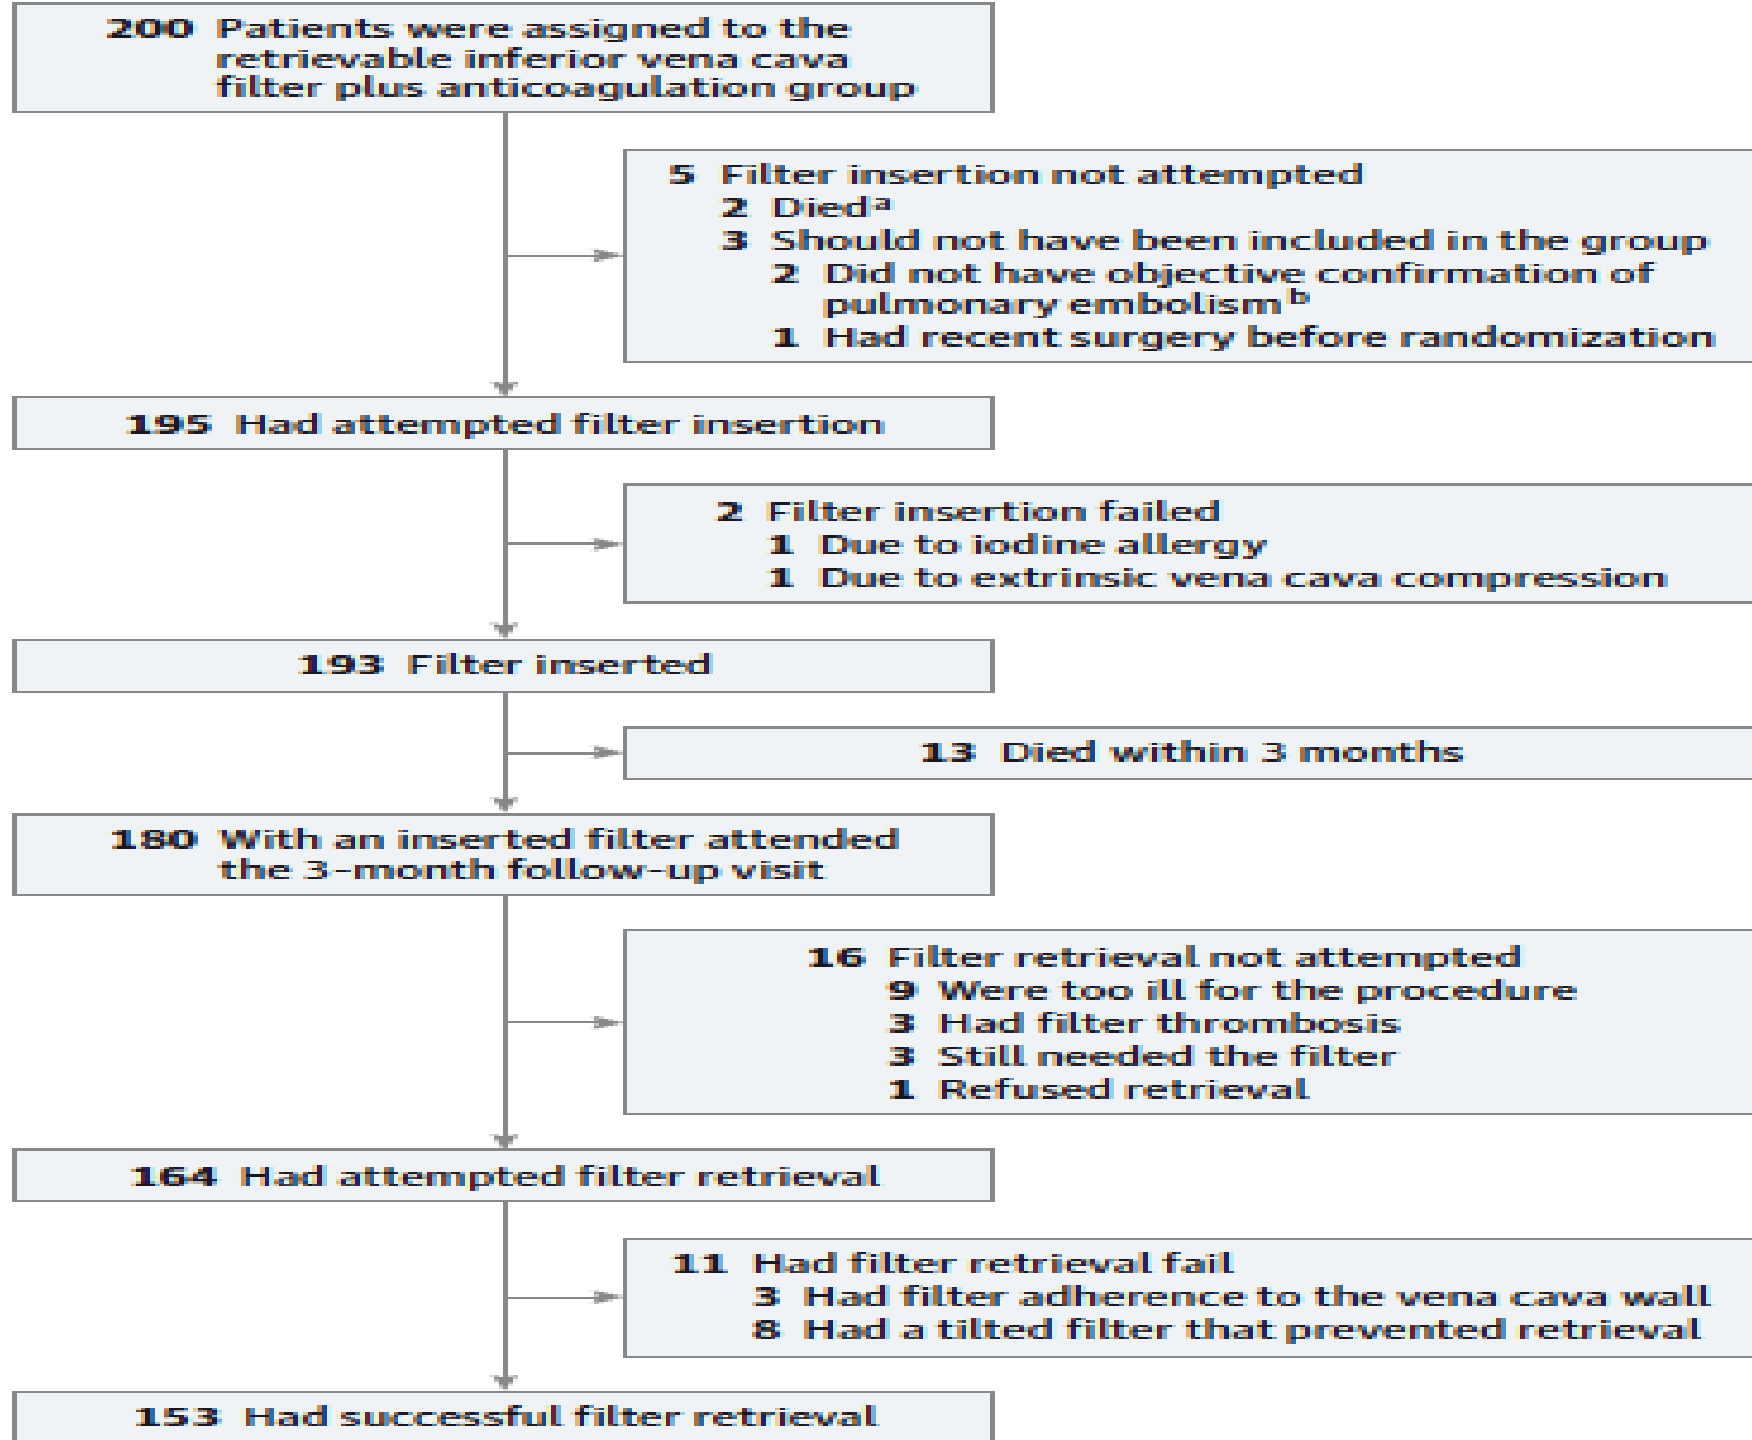 200 Patients were assigned to the
retrievable inferior vena cava
filter plus anticoagulation group
5 Filter insertion not attempted
2 Diedᵃ
3 Should not have been included in the group
2 Did not have objective confirmation of
pulmonary embolismᵇ
1 Had recent surgery before randomization
195 Had attempted filter insertion
2 Filter insertion failed
1 Due to iodine allergy
1 Due to extrinsic vena cava compression
193 Filter inserted
13 Died within 3 months
180 With an inserted filter attended
the 3-month follow-up visit
16 Filter retrieval not attempted
9 Were too ill for the procedure
3 Had filter thrombosis
3 Still needed the filter
1 Refused retrieval
164 Had attempted filter retrieval
11 Had filter retrieval fail
3 Had filter adherence to the vena cava wall
8 Had a tilted filter that prevented retrieval
153 Had successful filter retrieval